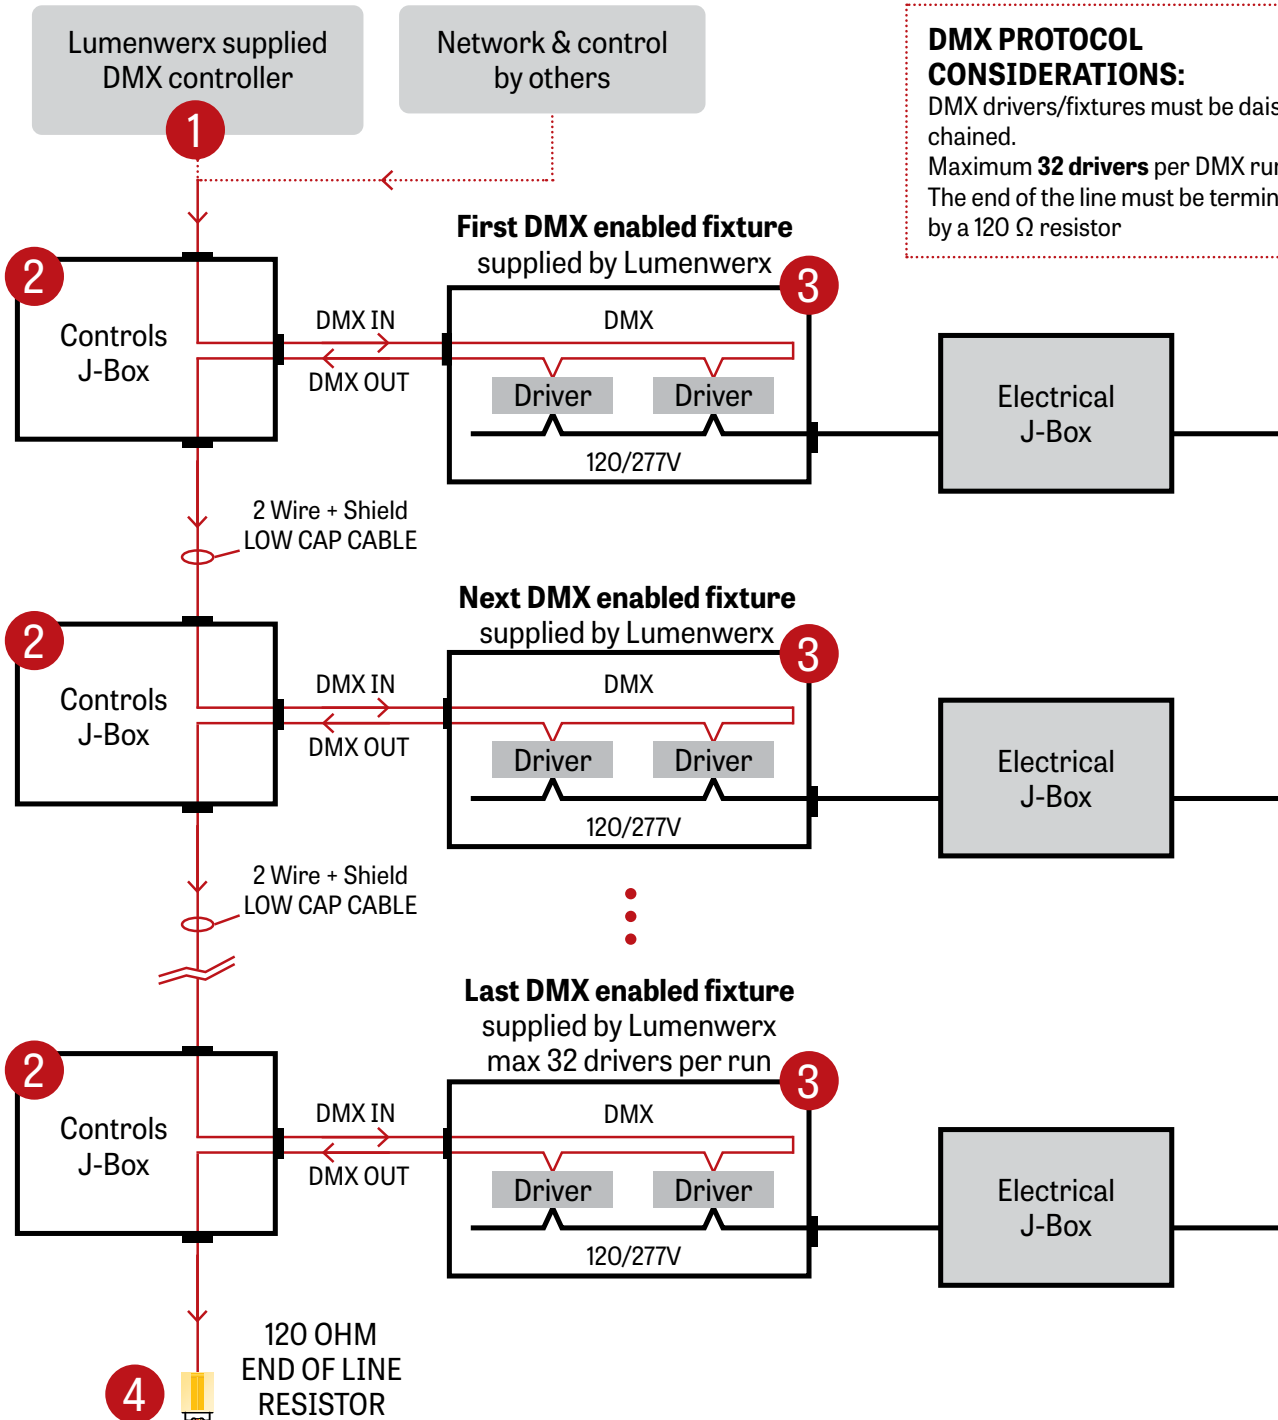 Lumenwerx supplied
DMX controller
1
Network & control
by others
DMX PROTOCOL
CONSIDERATIONS:
DMX drivers/fixtures must be dais
chained.
Maximum 32 drivers per DMX run
The end of the line must be termin
by a 120 Ω resistor
2
Controls
J-Box
DMX IN
DMX OUT
First DMX enabled fixture
supplied by Lumenwerx
3
DMX
Driver
Driver
120/277V
Electrical
J-Box
2 Wire + Shield
LOW CAP CABLE
2
Controls
J-Box
DMX IN
DMX OUT
Next DMX enabled fixture
supplied by Lumenwerx
3
DMX
Driver
Driver
120/277V
Electrical
J-Box
2 Wire + Shield
LOW CAP CABLE
2
Controls
J-Box
DMX IN
DMX OUT
Last DMX enabled fixture
supplied by Lumenwerx
max 32 drivers per run
3
DMX
Driver
Driver
120/277V
Electrical
J-Box
4
120 OHM
END OF LINE
RESISTOR